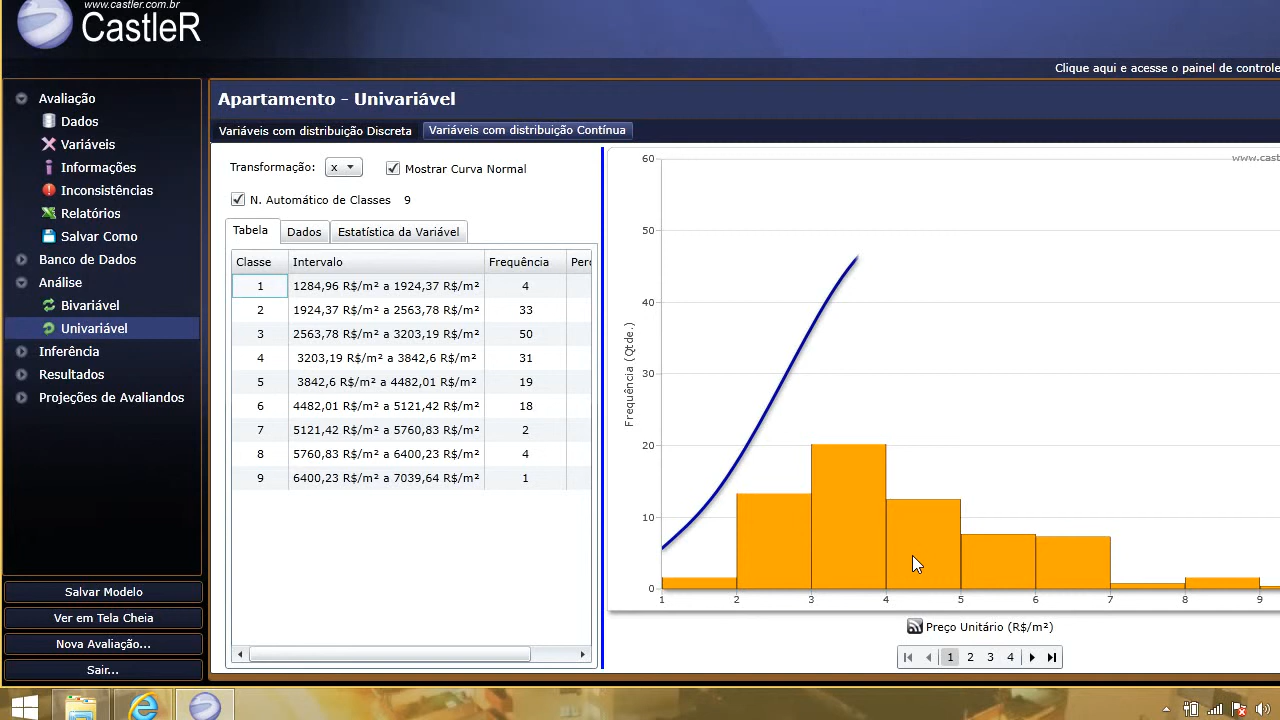 www.castler.com.br
CastleR
Clique aqui e acesse o painel de controle
Avaliação
Dados
Variáveis
Informações
Inconsistências
Relatórios
Salvar Como
Banco de Dados
Análise
Bivariável
Univariável
Inferência
Resultados
Projeções de Avaliandos
Salvar Modelo
Ver em Tela Cheia
Nova Avaliação...
Sair...
Apartamento - Univariável
Variáveis com distribuição Discreta Variáveis com distribuição Contínua
Transformação: x Mostrar Curva Normal
N. Automático de Classes 9
Tabela Dados Estatística da Variável
Classe Intervalo Frequência Perc
1 1284,96 R$/m² a 1924,37 R$/m² 4
2 1924,37 R$/m² a 2563,78 R$/m² 33
3 2563,78 R$/m² a 3203,19 R$/m² 50
4 3203,19 R$/m² a 3842,6 R$/m² 31
5 3842,6 R$/m² a 4482,01 R$/m² 19
6 4482,01 R$/m² a 5121,42 R$/m² 18
7 5121,42 R$/m² a 5760,83 R$/m² 2
8 5760,83 R$/m² a 6400,23 R$/m² 4
9 6400,23 R$/m² a 7039,64 R$/m² 1
www.cast
Frequência (Qtde.)
60
50
40
30
20
10
0
1 2 3 4 5 6 7 8 9
Preço Unitário (R$/m²)
1 2 3 4